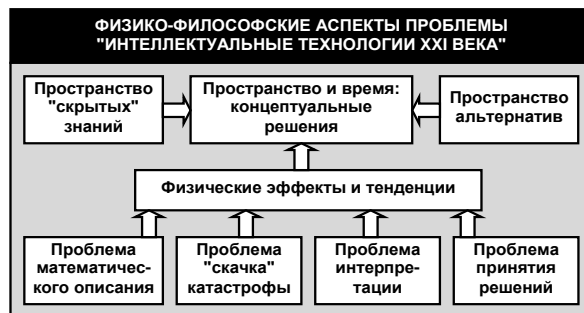 ФИЗИКО-ФИЛОСОФСКИЕ АСПЕКТЫ ПРОБЛЕМЫ
"ИНТЕЛЛЕКТУАЛЬНЫЕ ТЕХНОЛОГИИ XXI ВЕКА"
Пространство
"скрытых"
знаний
Пространство и время:
концептуальные
решения
Пространство
альтернатив
Физические эффекты и тенденции
Проблема
математичес-
кого описания
Проблема
"скачка"
катастрофы
Проблема
интерпре-
тации
Проблема
принятия
решений